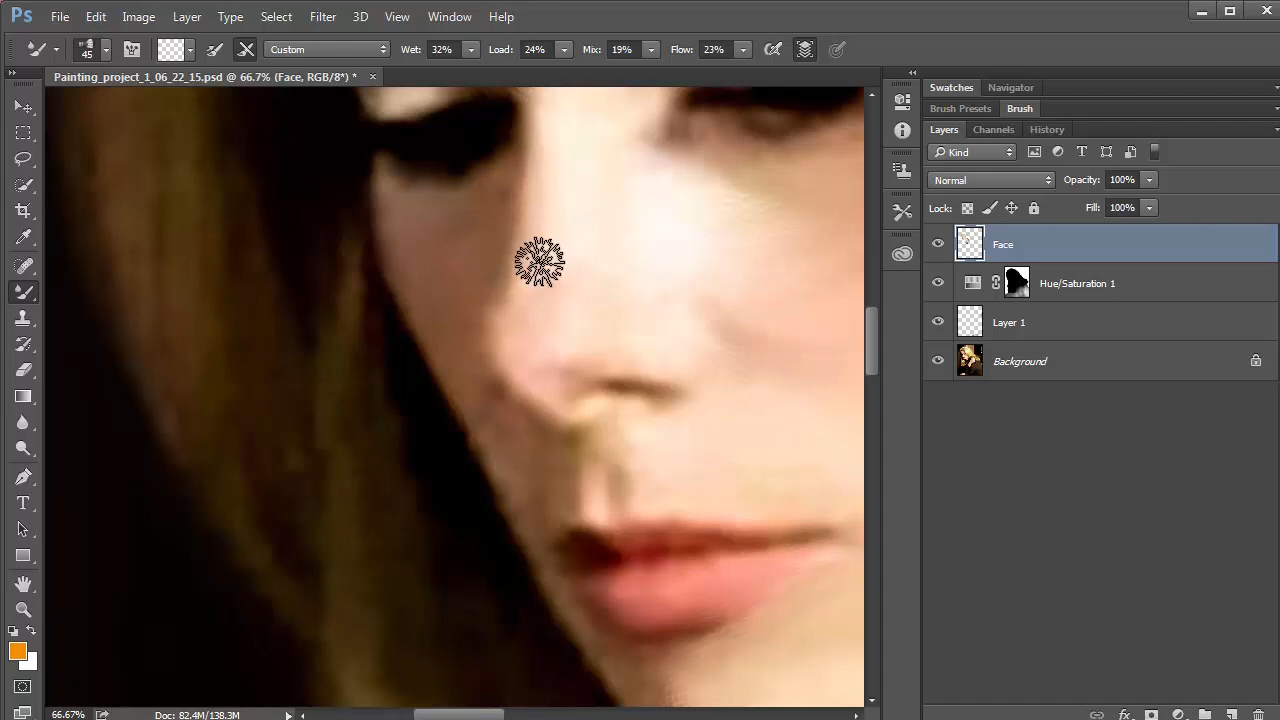 Ps File Edit Image Layer Type Select Filter 3D View Window Help
45 Custom Wet: 32% Load: 24% Mix: 19% Flow: 23%
Painting_project_1_06_22_15.psd @ 66.7% (Face, RGB/8*) *
Swatches Navigator
Brush Presets Brush
Layers Channels History
Kind T
Normal Opacity: 100%
Lock: Fill: 100%
Face
Hue/Saturation 1
Layer 1
Background
T
66.67% Doc: 82.4M/138.3M
fx